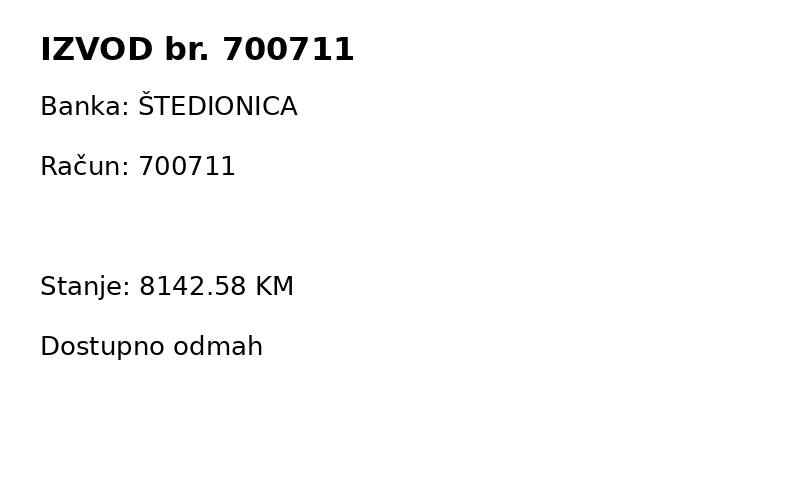 IZVOD br. 700711
Banka: ŠTEDIONICA
Račun: 700711
Stanje: 8142.58 KM
Dostupno odmah